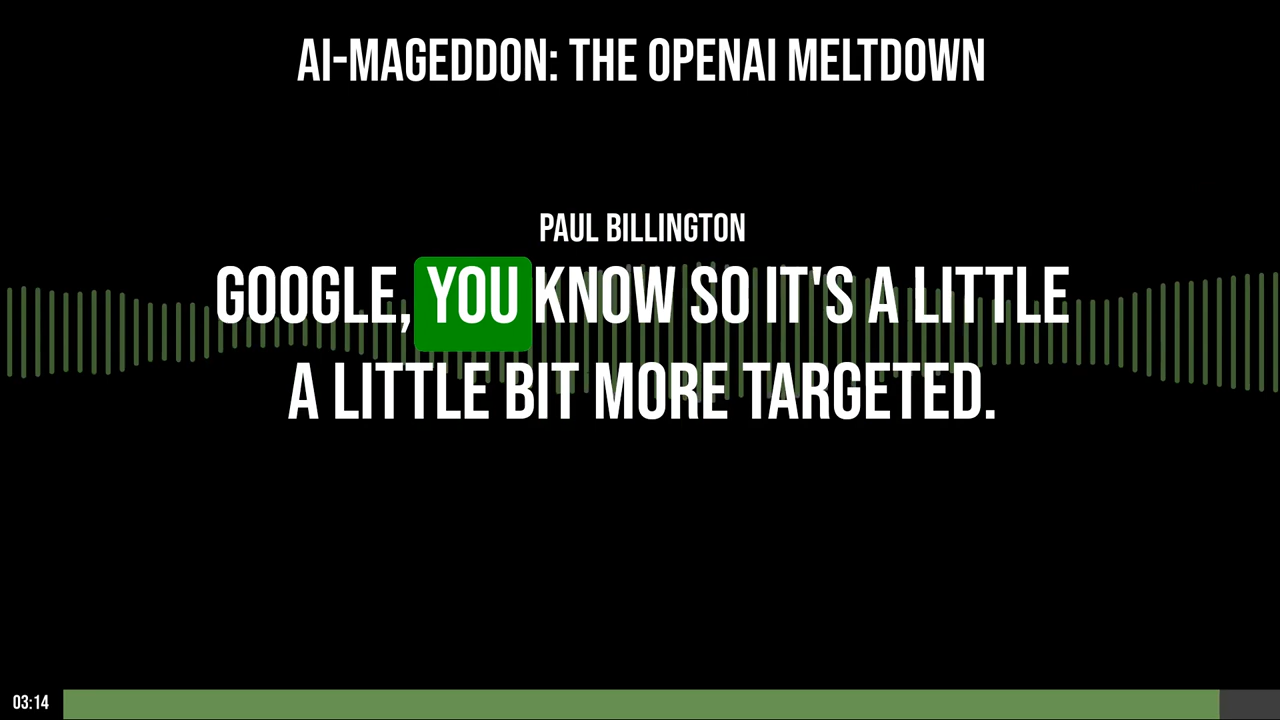 AI-MAGEDDON: THE OPENAI MELTDOWN
PAUL BILLINGTON
GOOGLE, YOU KNOW SO IT'S A LITTLE
A LITTLE BIT MORE TARGETED.
03:14